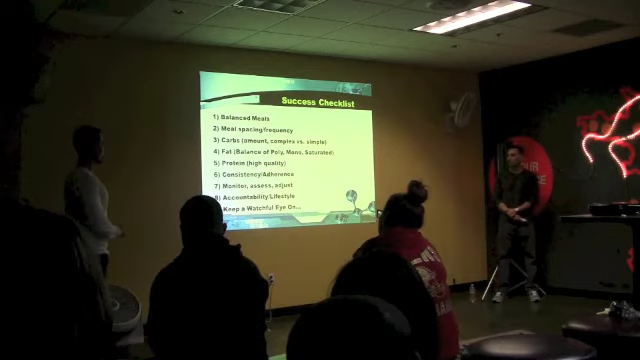 Success Checklist
1) Balanced Meals
2) Meal spacing/frequency
3) Carbs (amount, complex vs. simple)
4) Fat (Balance of Poly, Mono, Saturated)
5) Protein (high quality)
6) Consistency/Adherence
7) Monitor, assess, adjust
8) Accountability/Lifestyle
Keep a Watchful Eye On...
OUR